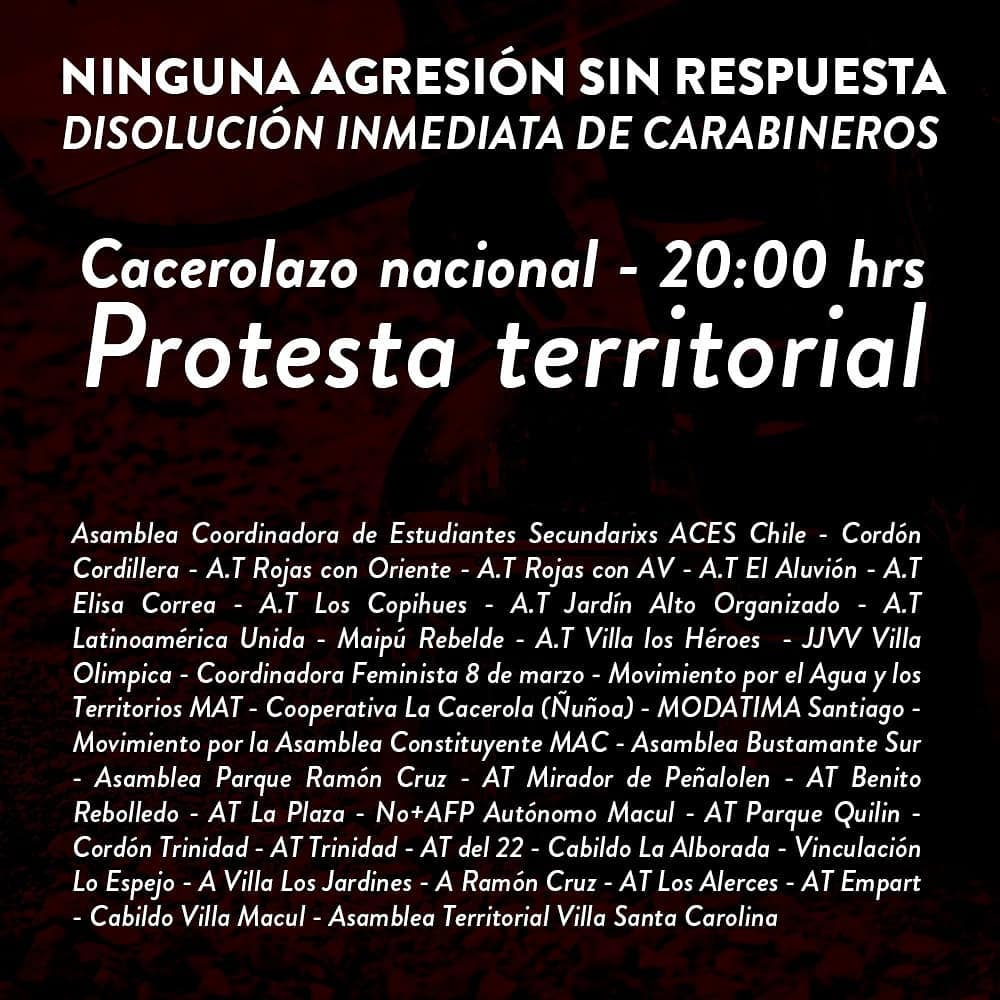 NINGUNA AGRESIÓN SIN RESPUESTA
DISOLUCIÓN INMEDIATA DE CARABINEROS
Cacerolazo nacional - 20:00 hrs
Protesta territorial
Asamblea Coordinadora de Estudiantes Secundarixs ACES Chile - Cordón
Cordillera - A.T Rojas con Oriente - A.T Rojas con AV - A.T El Aluvión - A.T
Elisa Correa - A.T Los Copihues - A.T Jardín Alto Organizado - A.T
Latinoamérica Unida - Maipú Rebelde - A.T Villa los Héroes - JJVV Villa
Olimpica - Coordinadora Feminista 8 de marzo - Movimiento por el Agua y los
Territorios MAT - Cooperativa La Cacerola (Ñuñoa) - MODATIMA Santiago -
Movimiento por la Asamblea Constituyente MAC - Asamblea Bustamante Sur
- Asamblea Parque Ramón Cruz - AT Mirador de Peñalolen - AT Benito
Rebolledo - AT La Plaza - No+AFP Autónomo Macul - AT Parque Quilin -
Cordón Trinidad - AT Trinidad - AT del 22 - Cabildo La Alborada - Vinculación
Lo Espejo - A Villa Los Jardines - A Ramón Cruz - AT Los Alerces - AT Empart
- Cabildo Villa Macul - Asamblea Territorial Villa Santa Carolina